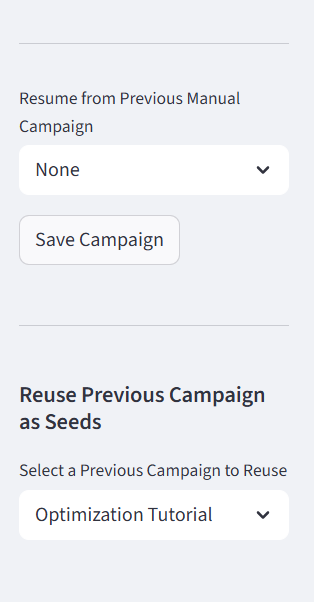 Resume from Previous Manual
Campaign
None
Save Campaign
Reuse Previous Campaign
as Seeds
Select a Previous Campaign to Reuse
Optimization Tutorial